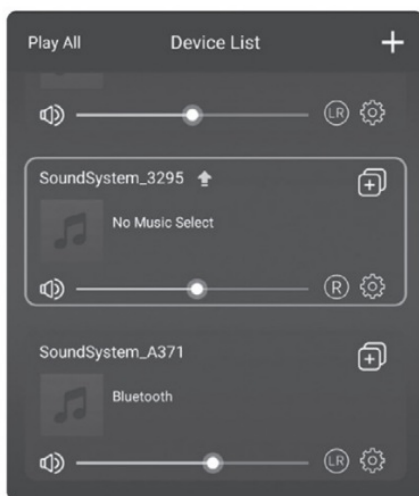 Play All Device List
LR
SoundSystem_3295
No Music Select
R
SoundSystem_A371
Bluetooth
LR